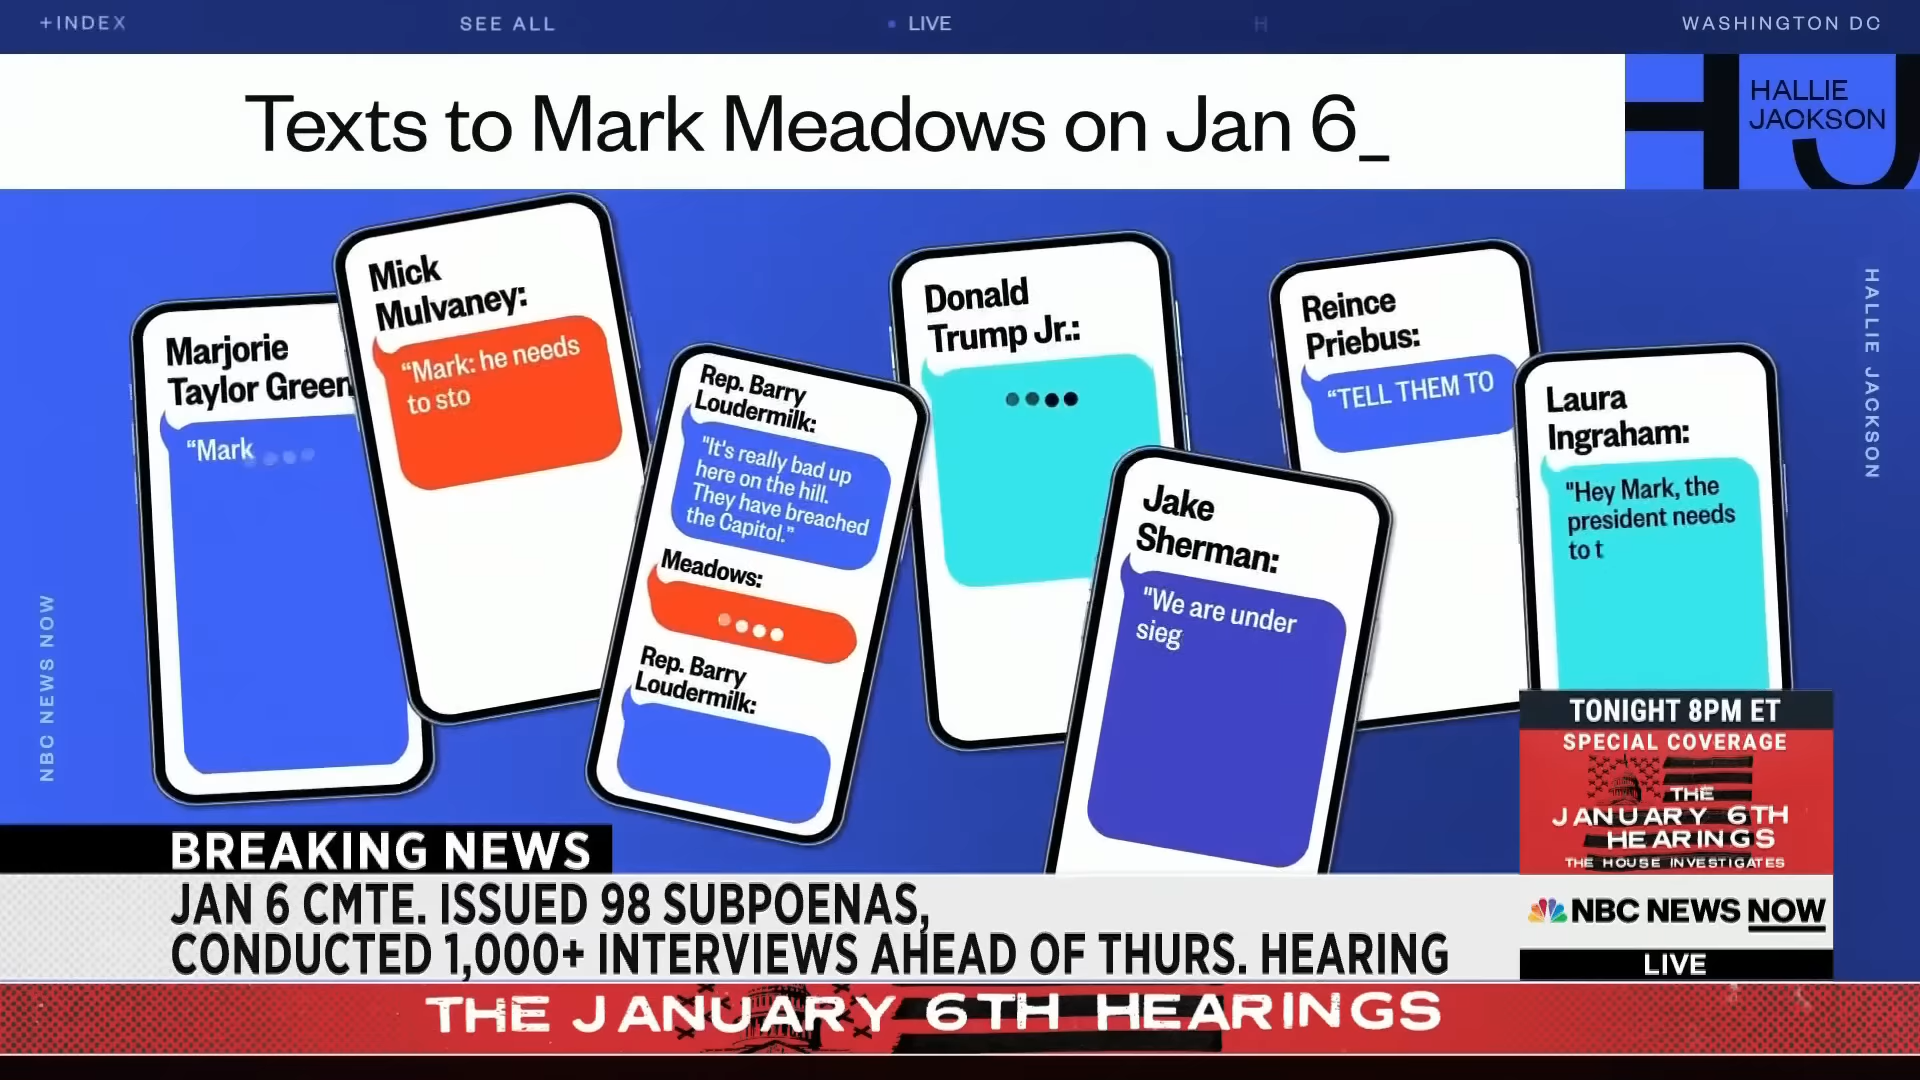 +INDEX
SEE ALL
LIVE
H
WASHINGTON DC
Texts to Mark Meadows on Jan 6_
HALLIE
JACKSON
Marjorie
Taylor Green
“Mark
Mick
Mulvaney:
“Mark: he needs
to sto
Rep. Barry
Loudermilk:
"It's really bad up
here on the hill.
They have breached
the Capitol.”
Meadows:
Rep. Barry
Loudermilk:
Donald
Trump Jr.:
Jake
Sherman:
"We are under
sieg
Reince
Priebus:
“TELL THEM TO
Laura
Ingraham:
"Hey Mark, the
president needs
to t
NBC NEWS NOW
HALLIE JACKSON
TONIGHT 8PM ET
SPECIAL COVERAGE
THE
JANUARY 6TH
HEARINGS
THE HOUSE INVESTIGATES
BREAKING NEWS
JAN 6 CMTE. ISSUED 98 SUBPOENAS,
CONDUCTED 1,000+ INTERVIEWS AHEAD OF THURS. HEARING
NBC NEWS NOW
LIVE
THE JANUARY 6TH HEARINGS